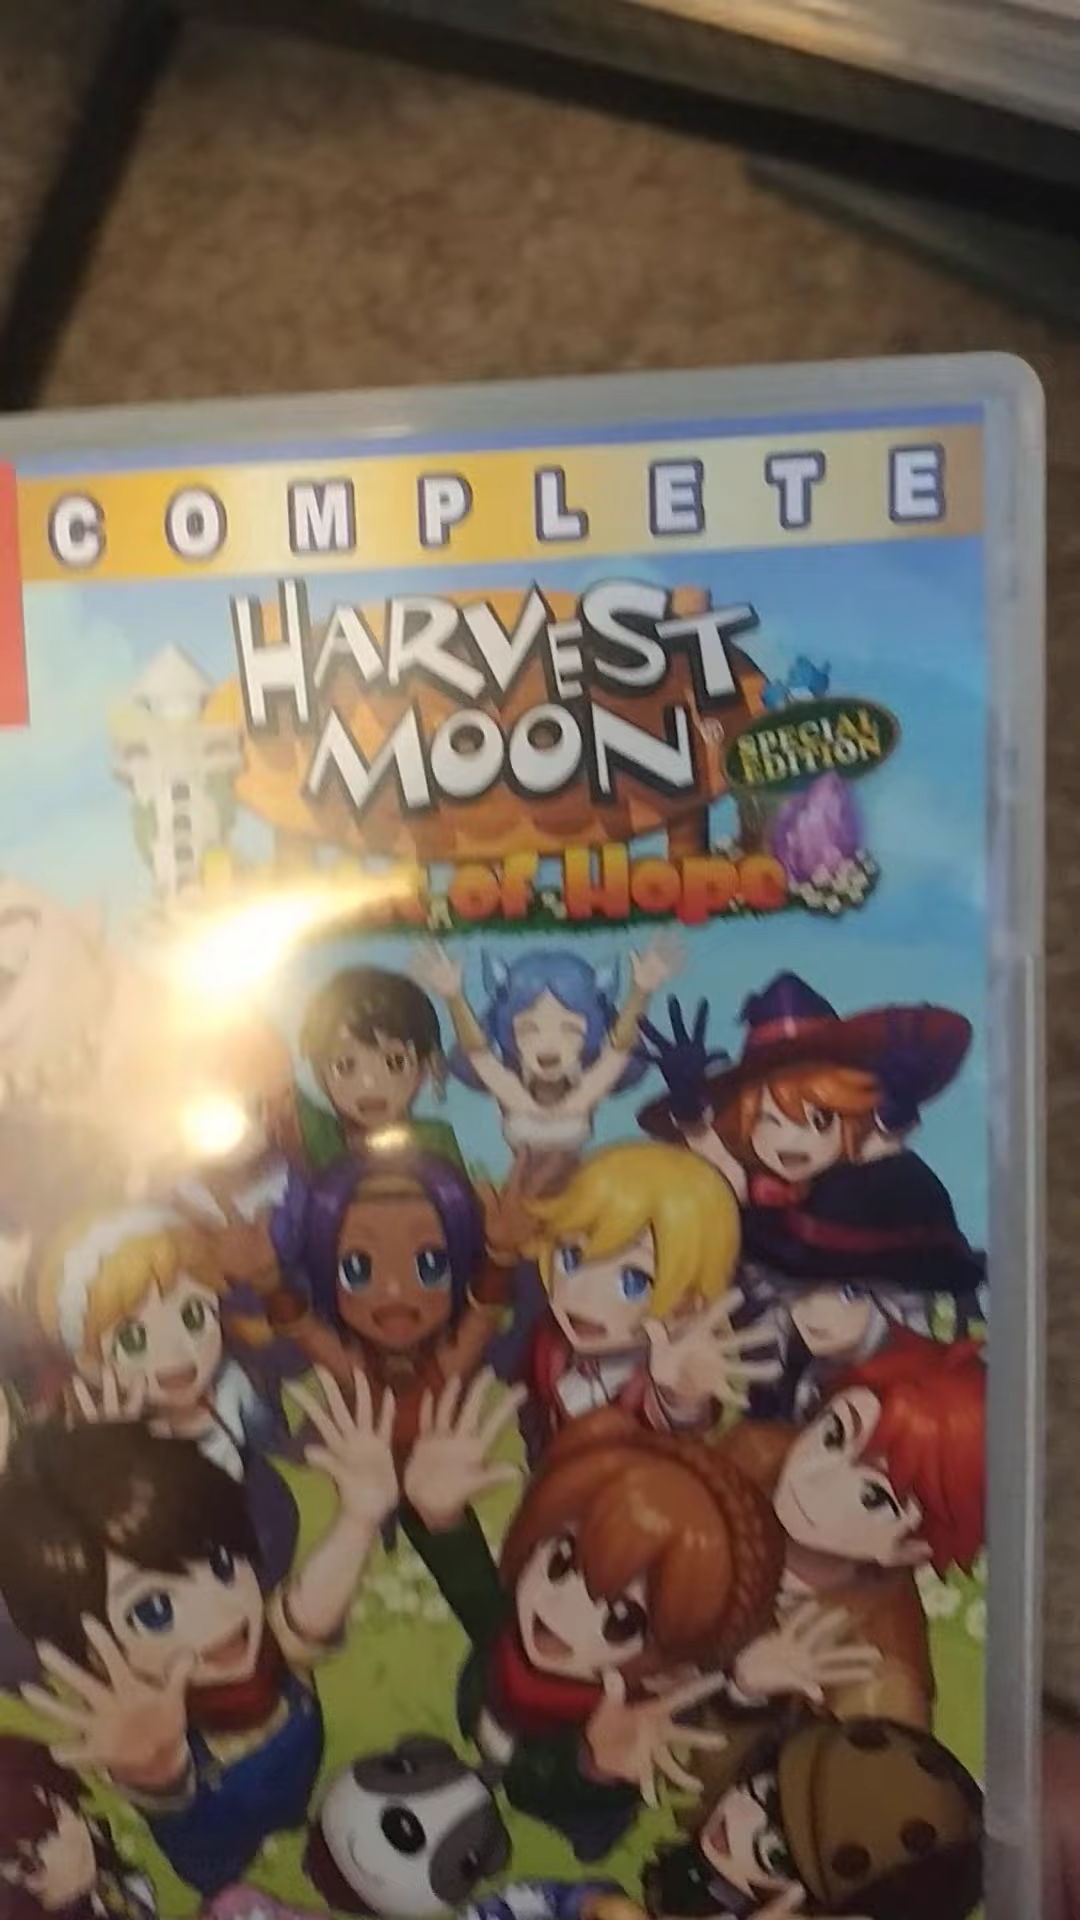 COMPLETE
HARVEST
MOON®
SPECIAL
EDITION
of Hope